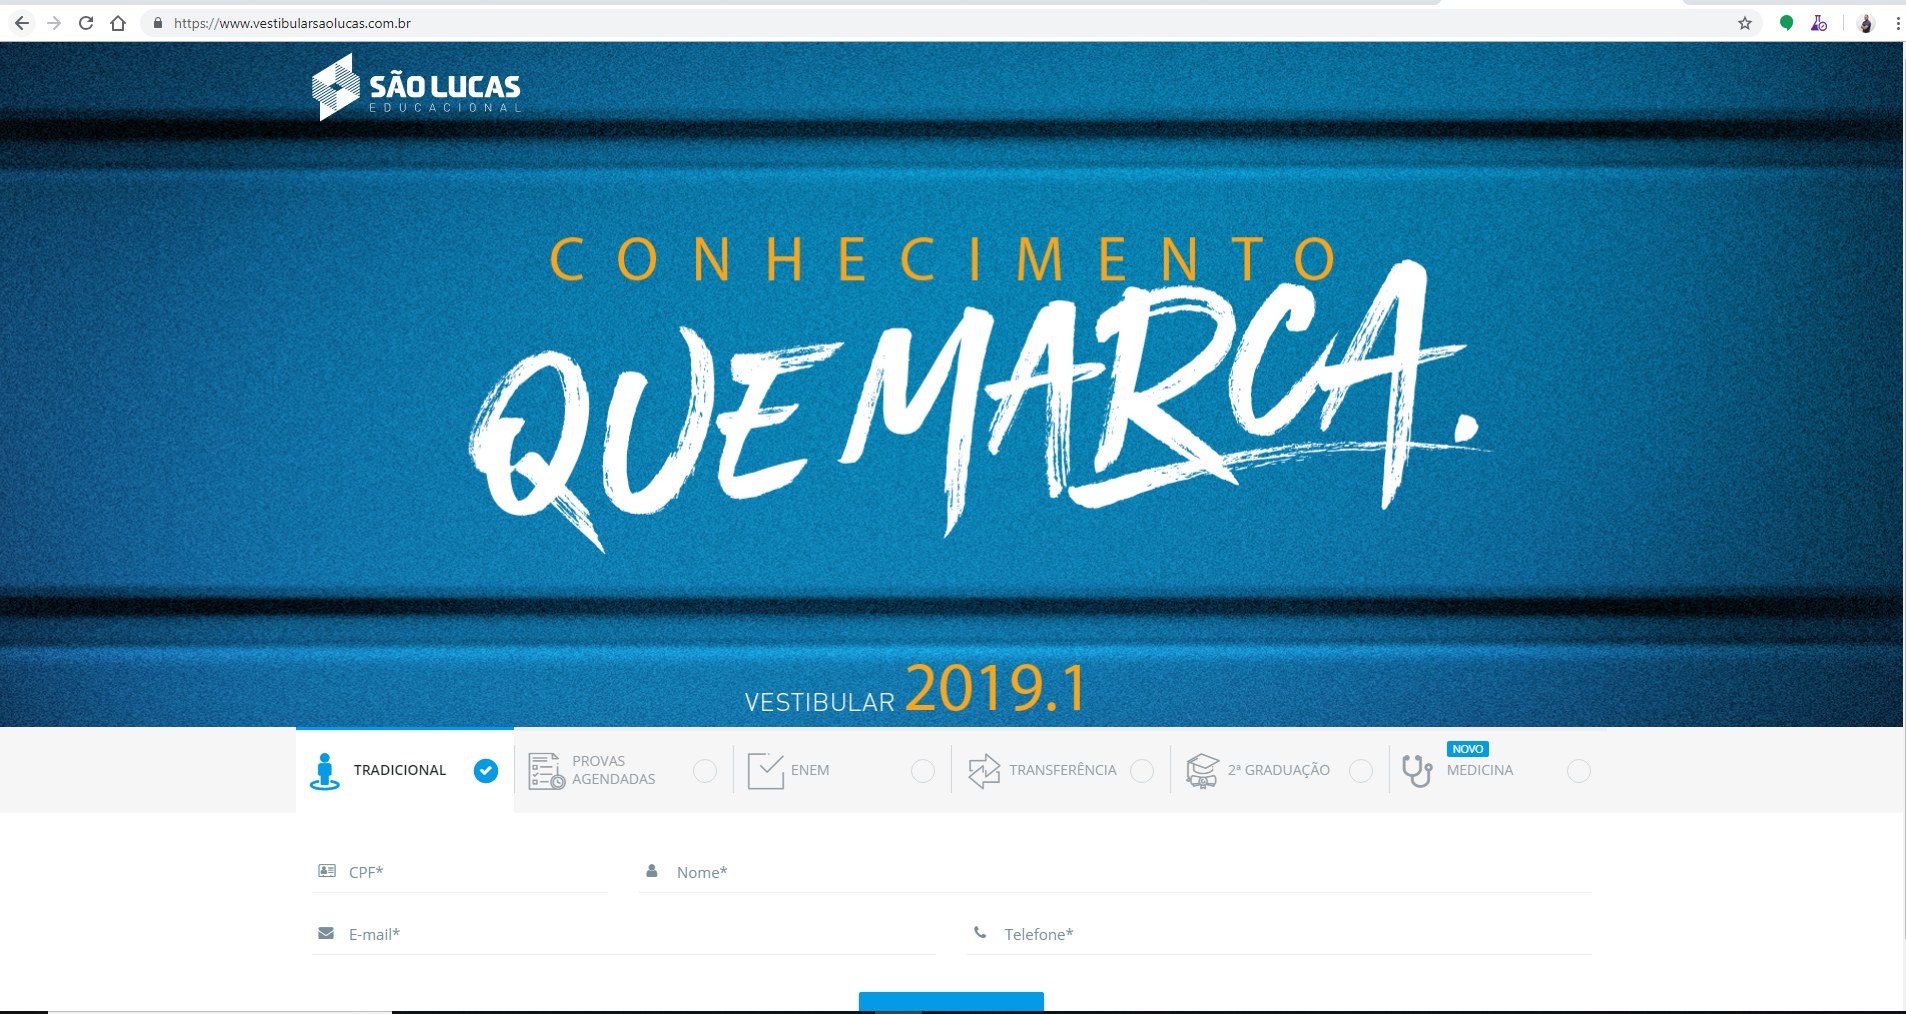 https://www.vestibularsaolucas.com.br
SÃO LUCAS
EDUCACIONAL
CONHECIMENTO
QUE MARCA.
VESTIBULAR 2019.1
TRADICIONAL
PROVAS
AGENDADAS
ENEM
TRANSFERÊNCIA
2ª GRADUAÇÃO
NOVO
MEDICINA
CPF*
Nome*
E-mail*
Telefone*